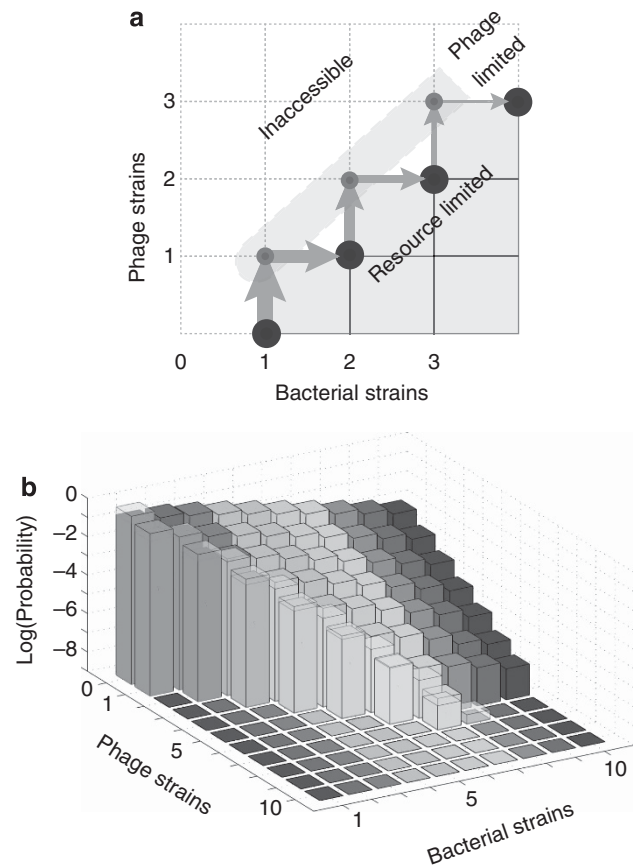 a
Phage
limited
Inaccessible
3
2
1
Phage strains
Resource limited
0 1 2 3
Bacterial strains
b
0
−2
−4
−6
−8
Log(Probability)
0
1
5
10
Phage strains
1
5
10
Bacterial strains